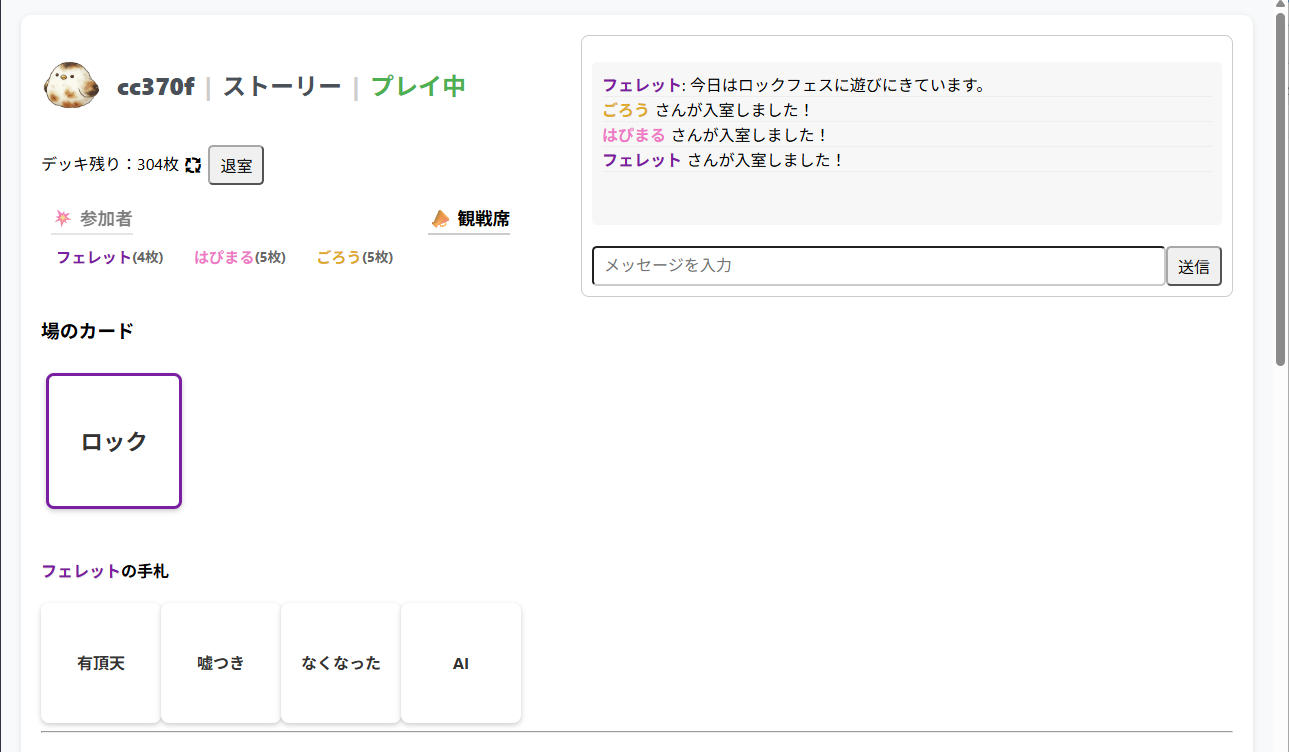 cc370f | ストーリー | プレイ中
デッキ残り：304枚 退室
参加者 観戦席
フェレット(4枚) はぴまる(5枚) ごろう(5枚)
フェレット: 今日はロックフェスに遊びにきています。
ごろう さんが入室しました！
はぴまる さんが入室しました！
フェレット さんが入室しました！
メッセージを入力 送信
場のカード
ロック
フェレットの手札
有頂天 嘘つき なくなった AI